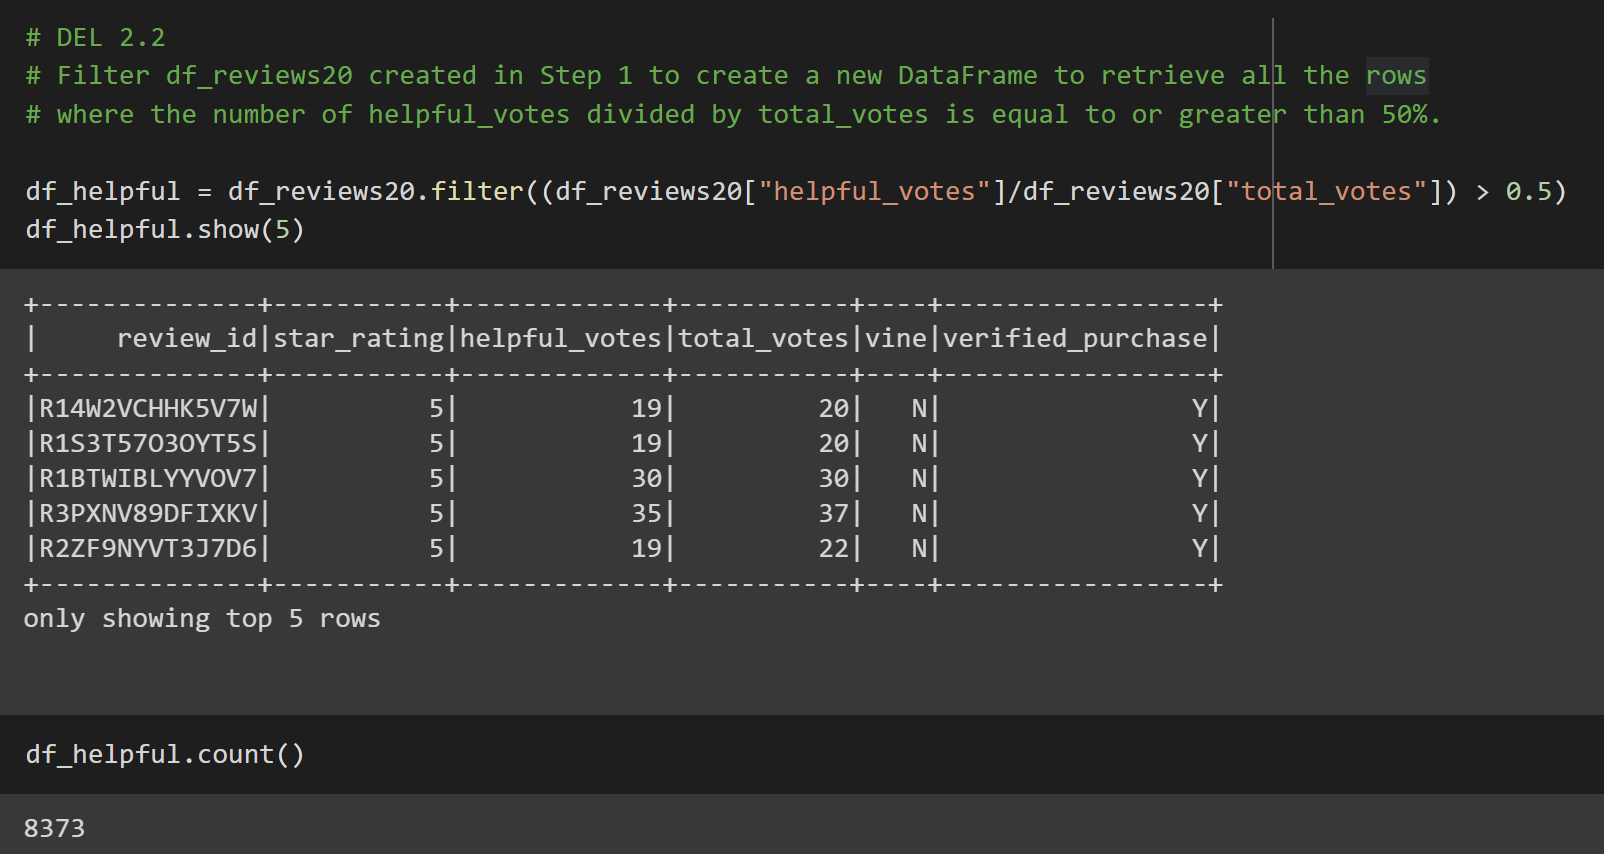 # DEL 2.2
# Filter df_reviews20 created in Step 1 to create a new DataFrame to retrieve all the rows
# where the number of helpful_votes divided by total_votes is equal to or greater than 50%.
df_helpful = df_reviews20.filter((df_reviews20["helpful_votes"]/df_reviews20["total_votes"]) > 0.5)
df_helpful.show(5)
+--------------+-----------+-------------+-----------+----+-----------------+
|     review_id|star_rating|helpful_votes|total_votes|vine|verified_purchase|
+--------------+-----------+-------------+-----------+----+-----------------+
|R14W2VCHHK5V7W|          5|           19|         20|   N|                Y|
|R1S3T57O3OYT5S|          5|           19|         20|   N|                Y|
|R1BTWIBLYYVOV7|          5|           30|         30|   N|                Y|
|R3PXNV89DFIXKV|          5|           35|         37|   N|                Y|
|R2ZF9NYVT3J7D6|          5|           19|         22|   N|                Y|
+--------------+-----------+-------------+-----------+----+-----------------+
only showing top 5 rows
df_helpful.count()
8373